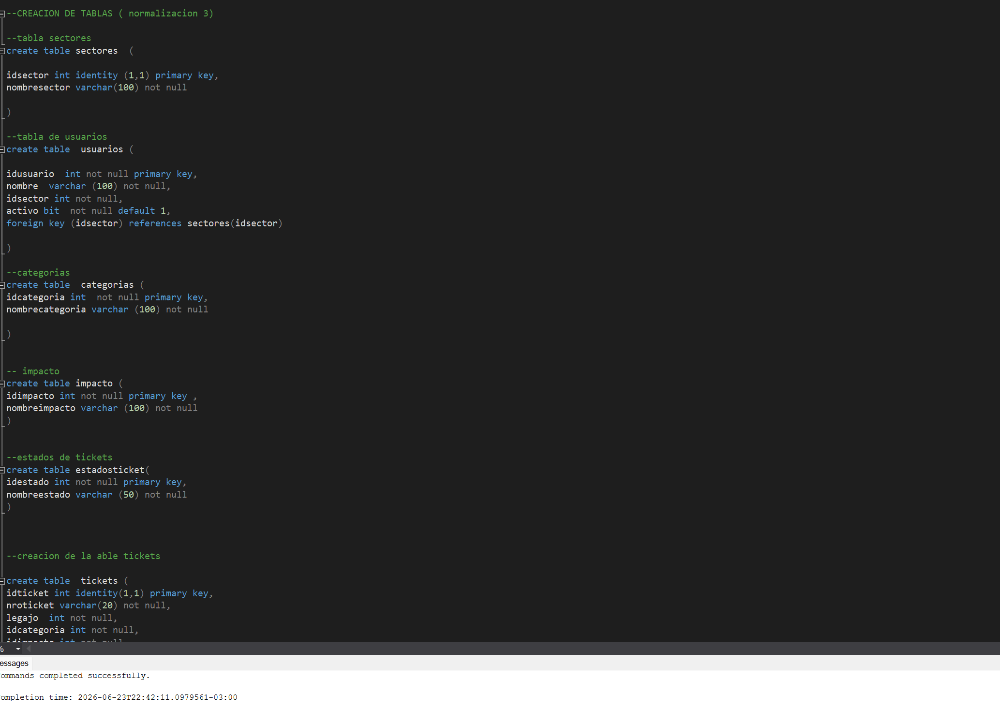 --CREACION DE TABLAS ( normalizacion 3)
--tabla sectores
create table sectores  (
idsector int identity (1,1) primary key,
nombresector varchar(100) not null
)
--tabla de usuarios
create table  usuarios (
idusuario  int not null primary key,
nombre  varchar (100) not null,
idsector int not null,
activo bit  not null default 1,
foreign key (idsector) references sectores(idsector)
)
--categorias
create table  categorias (
idcategoria int  not null primary key,
nombrecategoria varchar (100) not null
)
-- impacto
create table impacto (
idimpacto int not null primary key ,
nombreimpacto varchar (100) not null
)
--estados de tickets
create table estadosticket(
idestado int not null primary key,
nombreestado varchar (50) not null
)
--creacion de la able tickets
create table  tickets (
idticket int identity(1,1) primary key,
nroticket varchar(20) not null,
legajo  int not null,
idcategoria int not null,
idimpacto int not null
%
essages
ommands completed successfully.
ompletion time: 2026-06-23T22:42:11.0979561-03:00